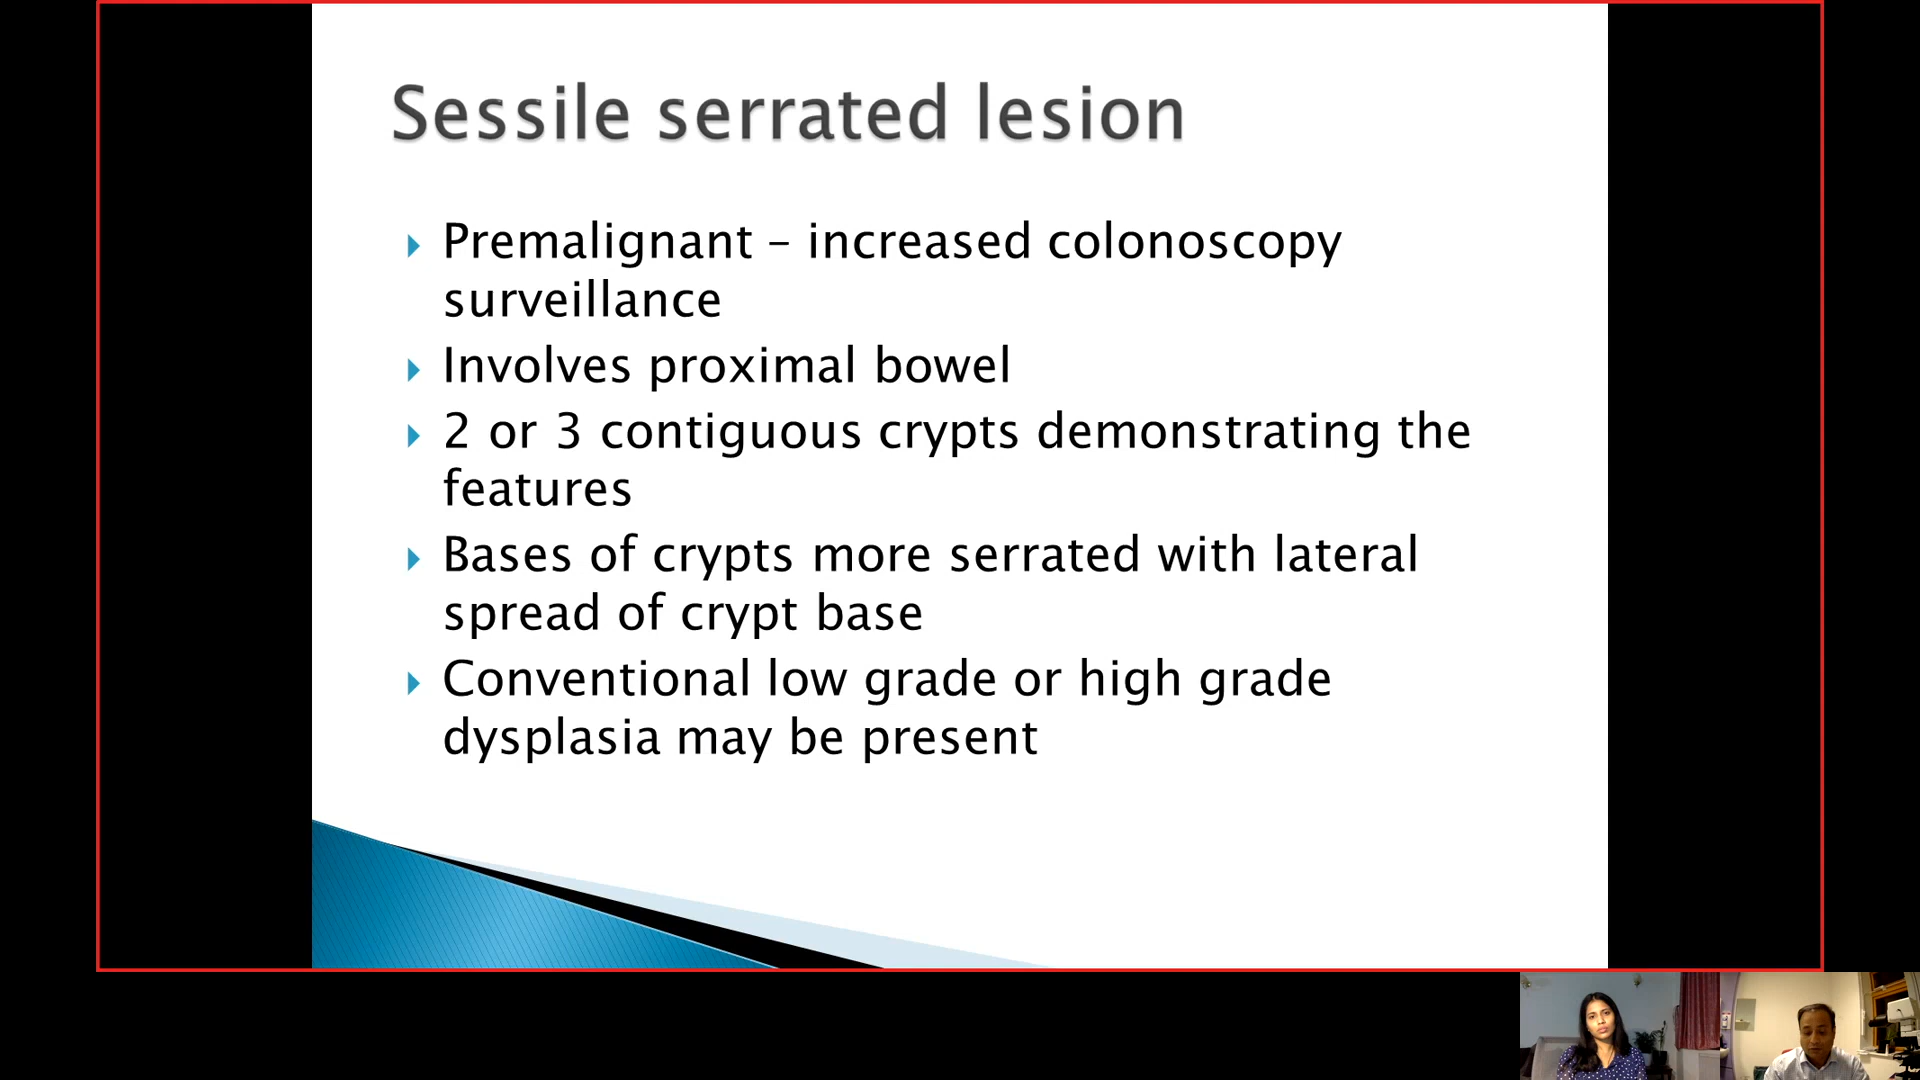 Sessile serrated lesion
Premalignant – increased colonoscopy
surveillance
Involves proximal bowel
2 or 3 contiguous crypts demonstrating the
features
Bases of crypts more serrated with lateral
spread of crypt base
Conventional low grade or high grade
dysplasia may be present